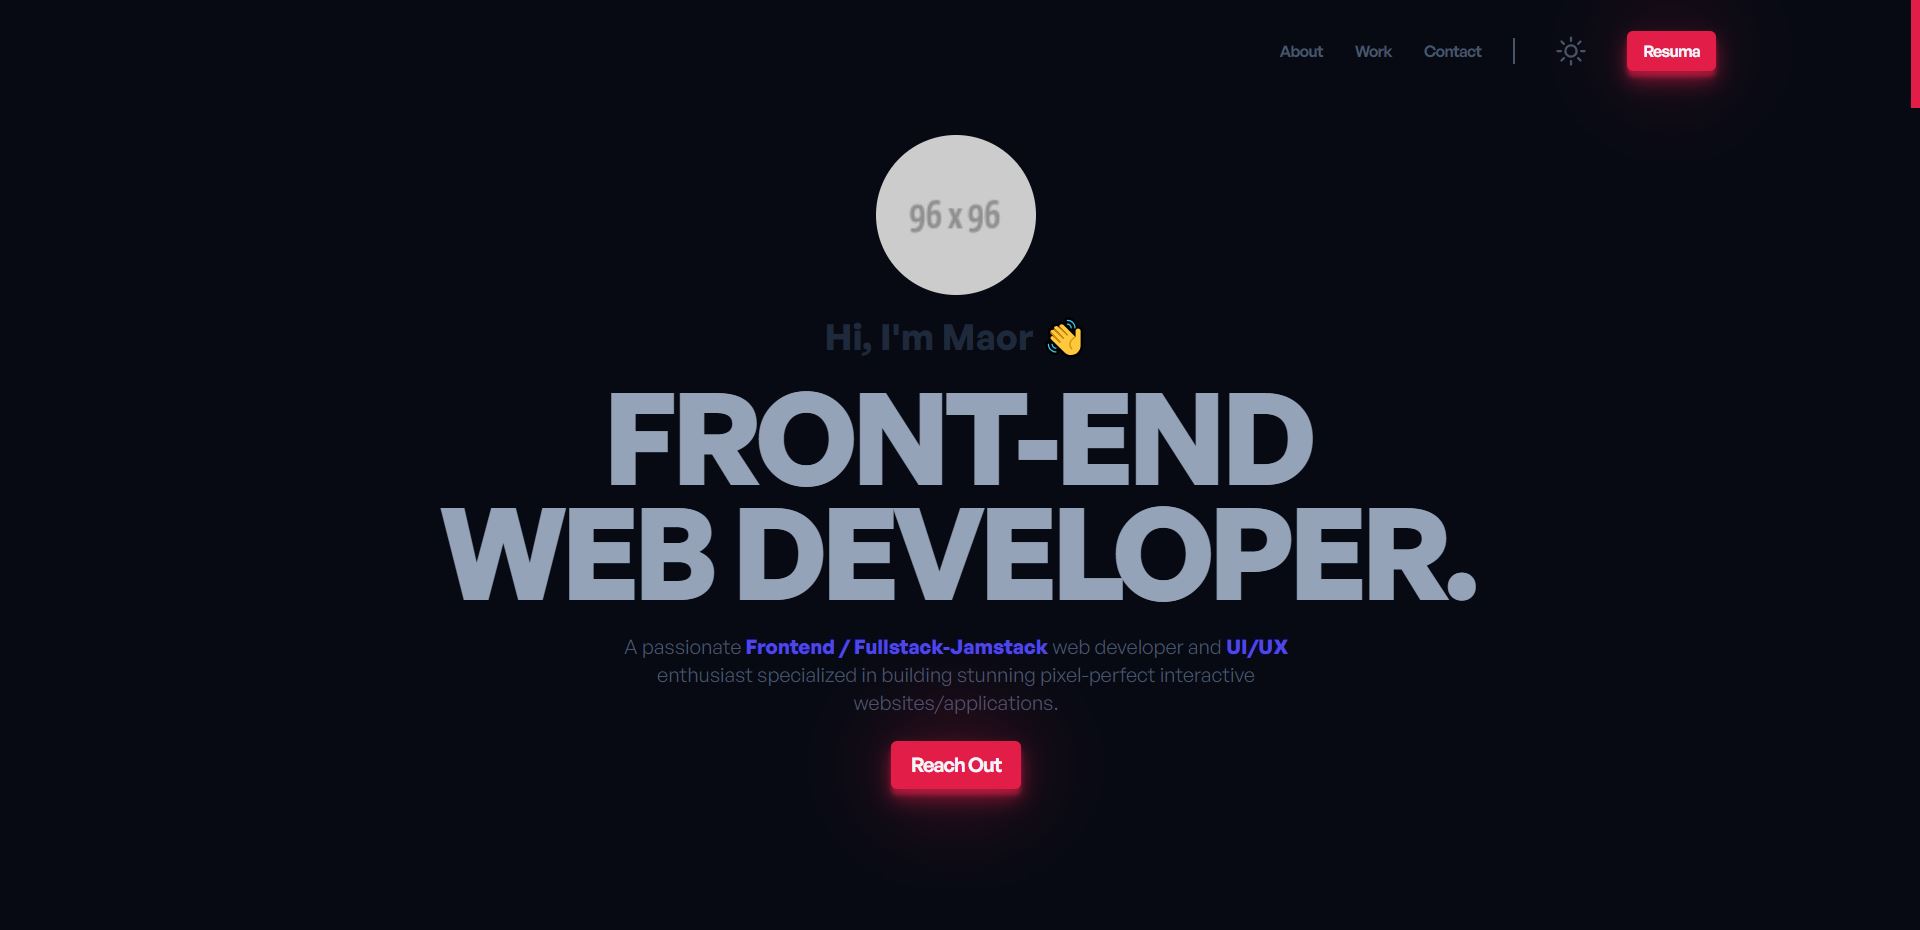 About Work Contact Resuma
96 x 96
Hi, I'm Maor 👋
FRONT-END
WEB DEVELOPER.
A passionate Frontend / Fullstack-Jamstack web developer and UI/UX
enthusiast specialized in building stunning pixel-perfect interactive
websites/applications.
Reach Out